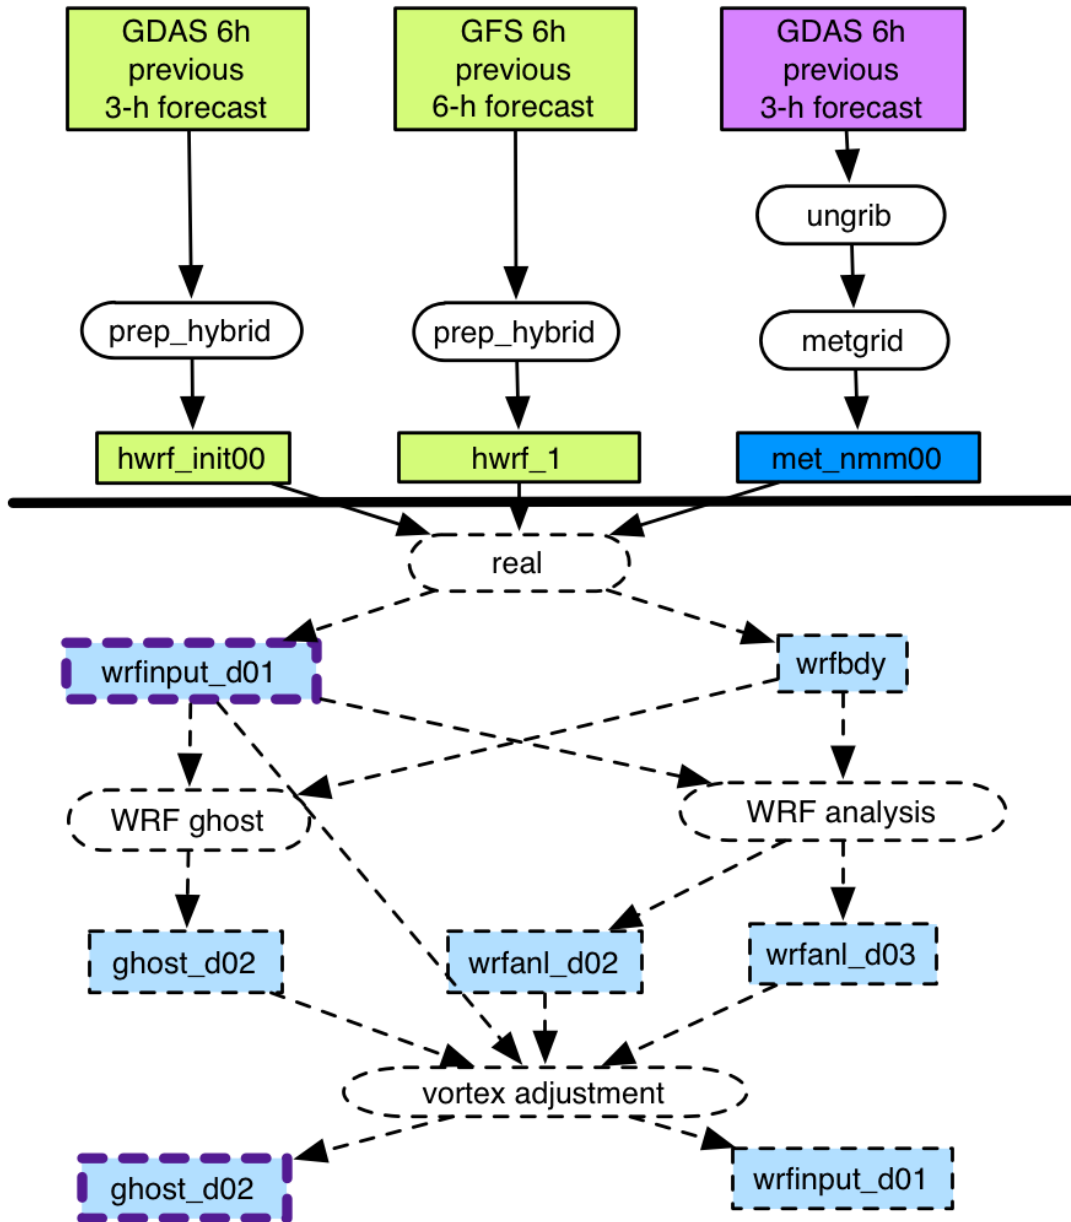 GDAS 6h
previous
3-h forecast
GFS 6h
previous
6-h forecast
GDAS 6h
previous
3-h forecast
ungrib
prep_hybrid
prep_hybrid
metgrid
hwrf_init00
hwrf_1
met_nmm00
real
wrfinput_d01
wrfbdy
WRF ghost
WRF analysis
ghost_d02
wrfanl_d02
wrfanl_d03
vortex adjustment
ghost_d02
wrfinput_d01